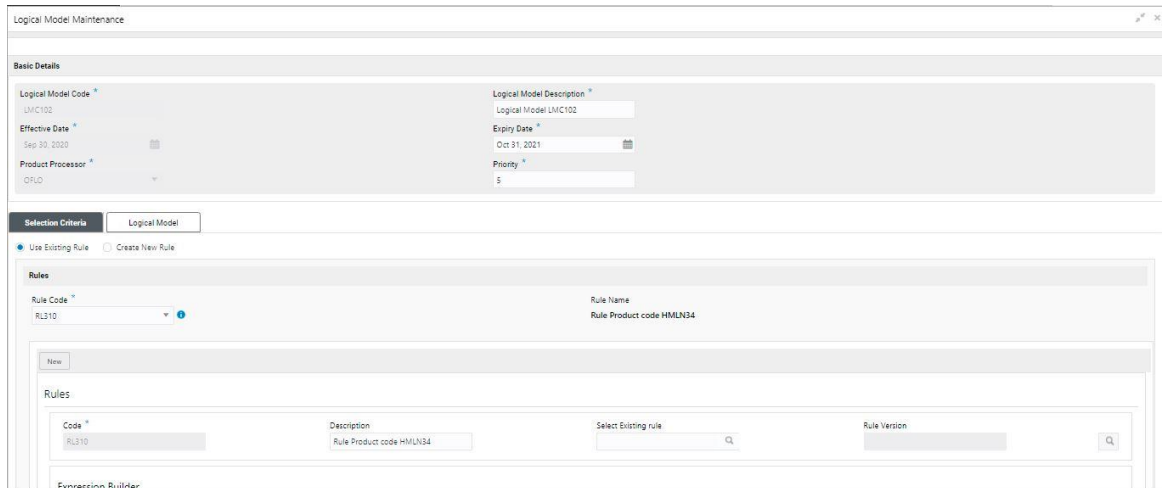 Logical Model Maintenance
Basic Details
Logical Model Code * Logical Model Description *
LMC102 Logical Model LMC102
Effective Date * Expiry Date *
Sep 30, 2020 Oct 31, 2021
Product Processor * Priority *
OFLO 5
Selection Criteria Logical Model
Use Existing Rule Create New Rule
Rules
Rule Code * Rule Name
RL310 Rule Product code HMLN34
New
Rules
Code * Description Select Existing rule Rule Version
RL310 Rule Product code HMLN34
Expression Builder